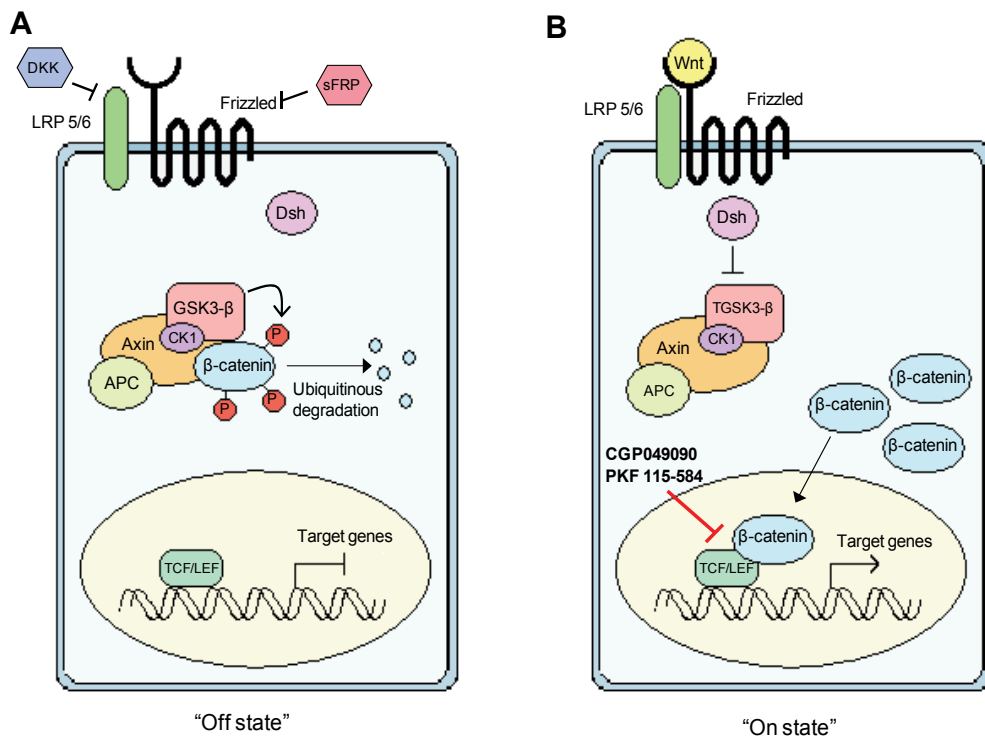 A
DKK
sFRP
Frizzled
LRP 5/6
Dsh
GSK3-β
CK1
Axin
P
β-catenin
APC
Ubiquitinous
degradation
P
P
Target genes
TCF/LEF
“Off state”
B
Wnt
Frizzled
LRP 5/6
Dsh
TGSK3-β
CK1
Axin
APC
β-catenin
β-catenin
β-catenin
CGP049090
PKF 115-584
β-catenin
Target genes
TCF/LEF
“On state”